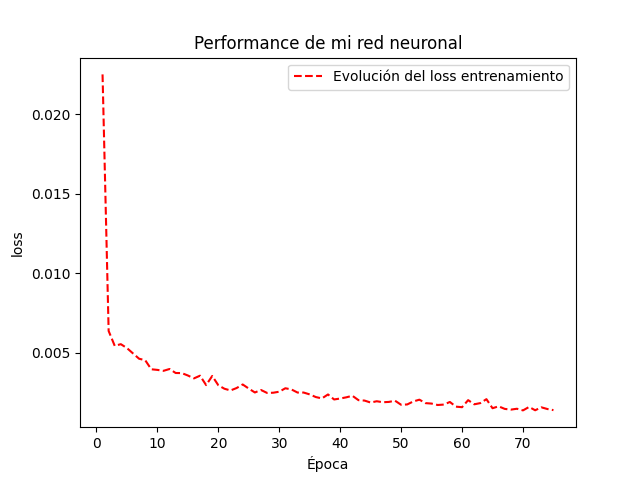 Performance de mi red neuronal
Evolución del loss entrenamiento
0.020
0.015
0.010
0.005
loss
0 10 20 30 40 50 60 70
Época